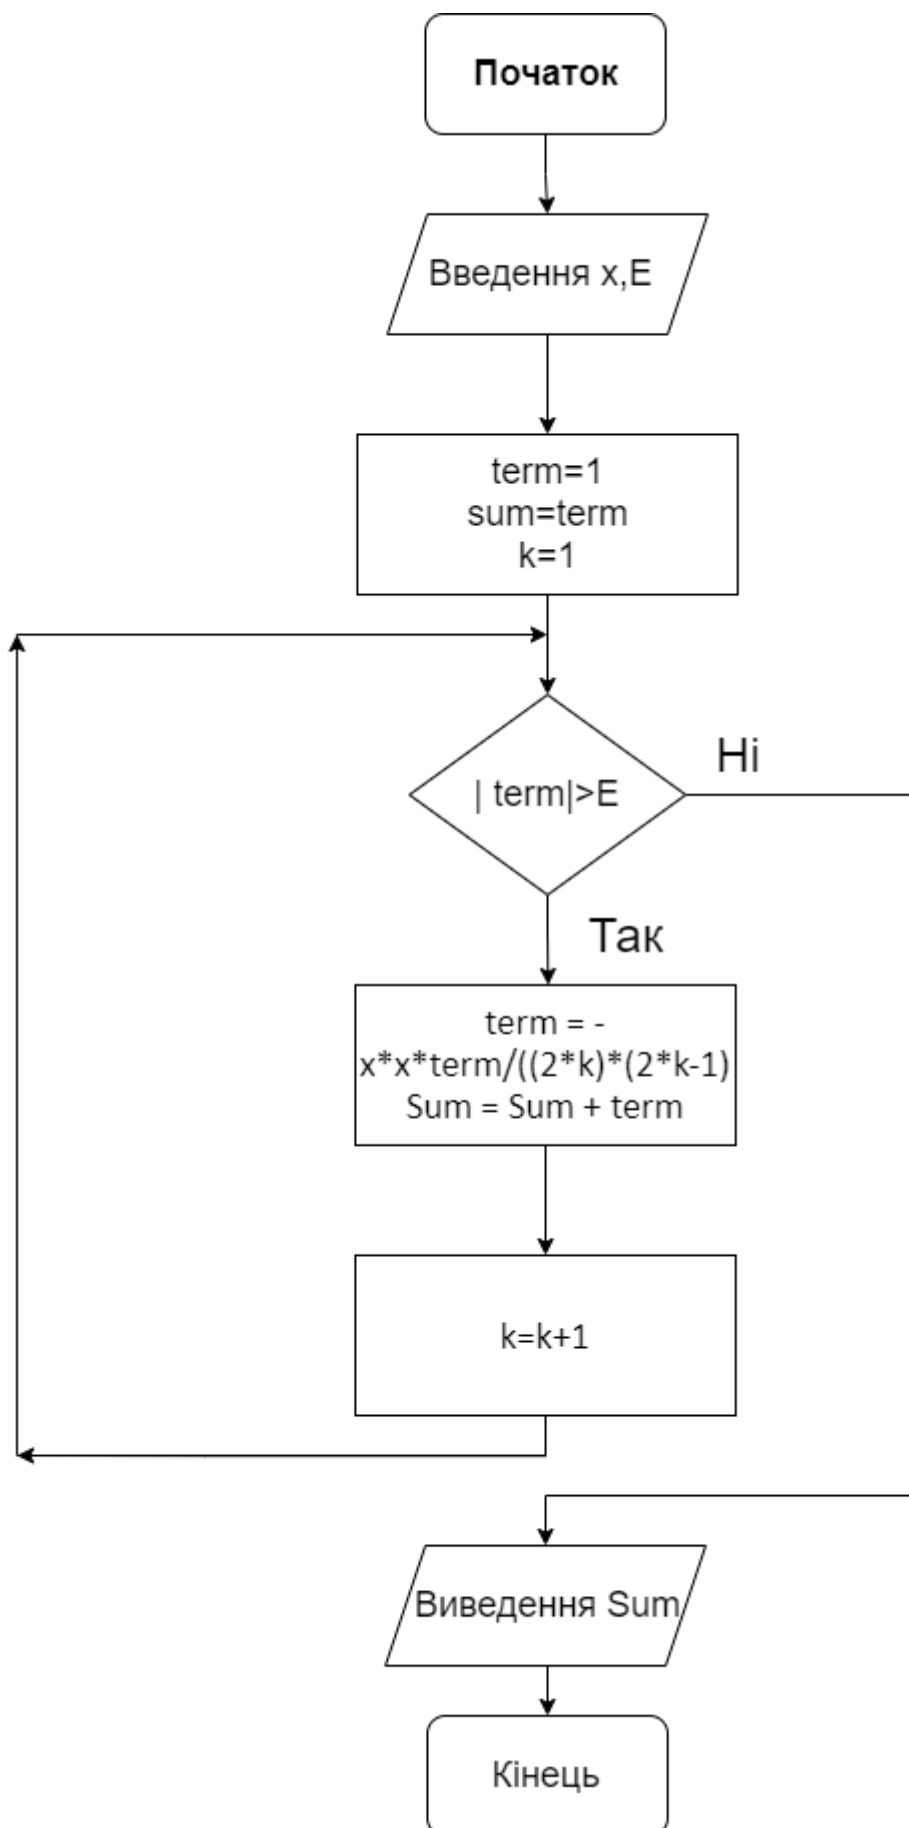 Початок
Введення x,E
term=1
sum=term
k=1
| term|>E
Ні
Так
term = -
x*x*term/((2*k)*(2*k-1)
Sum = Sum + term
k=k+1
Виведення Sum
Кінець